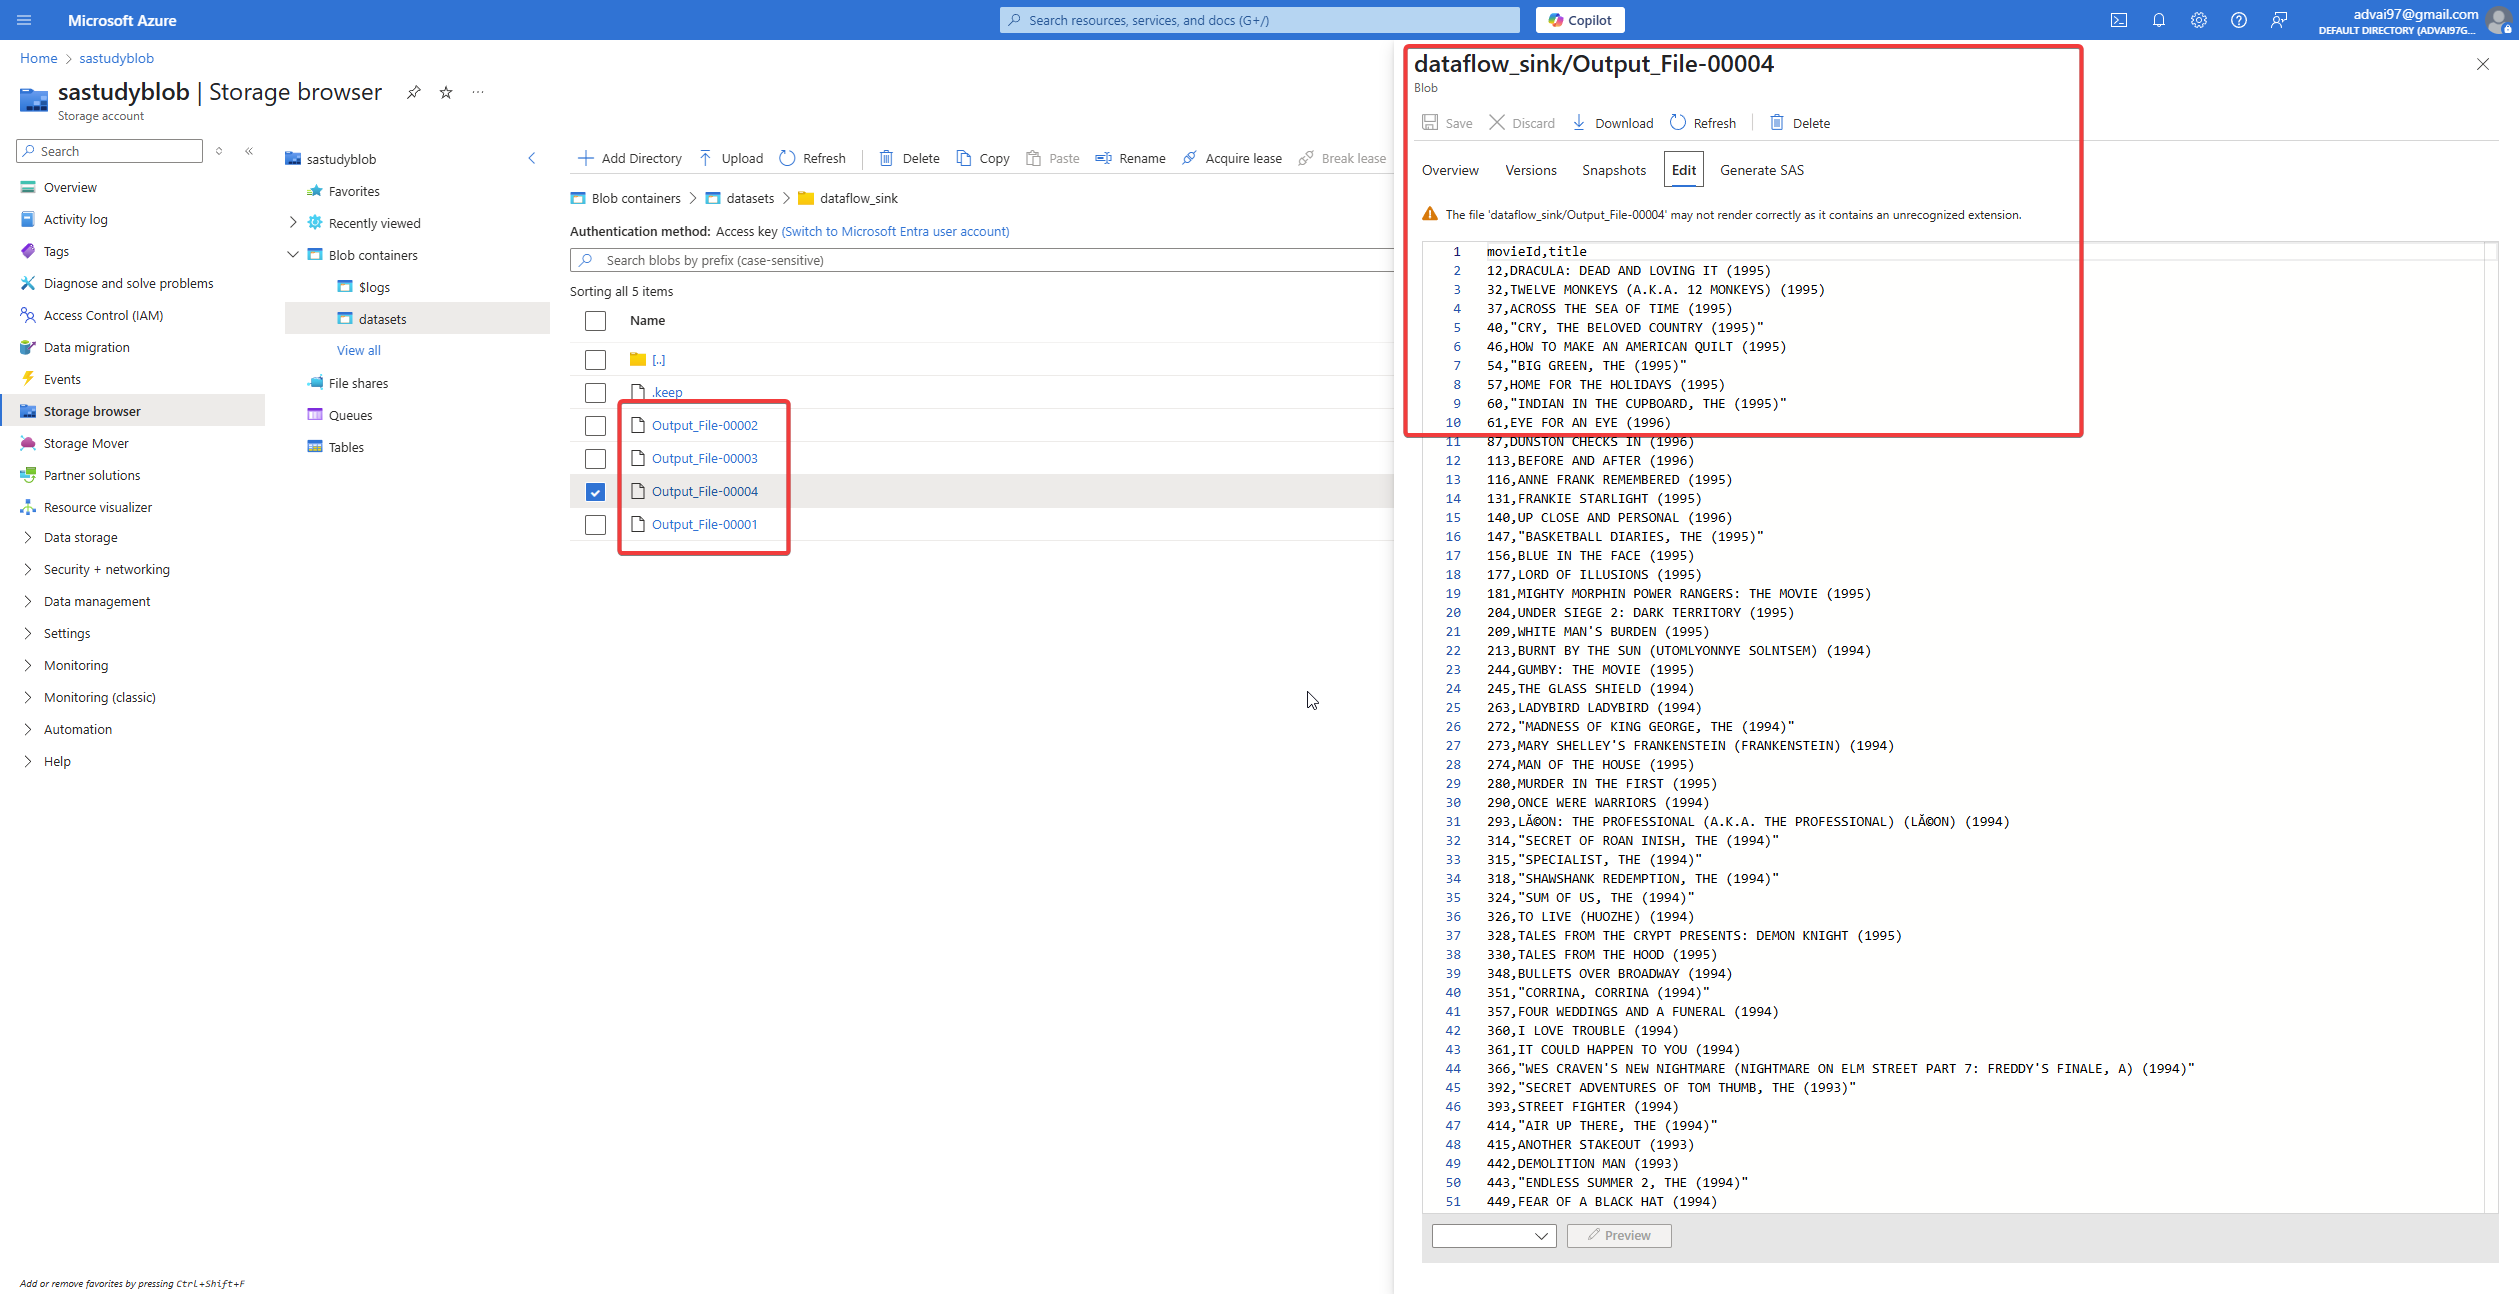 Microsoft Azure
Search resources, services, and docs (G+/)
Copilot
advai97@gmail.com
DEFAULT DIRECTORY (ADVAI97G...
Home > sastudyblob
sastudyblob | Storage browser
Storage account
Search
Overview
Activity log
Tags
Diagnose and solve problems
Access Control (IAM)
Data migration
Events
Storage browser
Storage Mover
Partner solutions
Resource visualizer
Data storage
Security + networking
Data management
Settings
Monitoring
Monitoring (classic)
Automation
Help
Add or remove favorites by pressing Ctrl+Shift+F
sastudyblob
Favorites
Recently viewed
Blob containers
$logs
datasets
View all
File shares
Queues
Tables
Add Directory Upload Refresh Delete Copy Paste Rename Acquire lease Break lease
Blob containers > datasets > dataflow_sink
Authentication method: Access key (Switch to Microsoft Entra user account)
Search blobs by prefix (case-sensitive)
Sorting all 5 items
Name
[..]
.keep
Output_File-00002
Output_File-00003
Output_File-00004
Output_File-00001
dataflow_sink/Output_File-00004
Blob
Save Discard Download Refresh Delete
Overview Versions Snapshots Edit Generate SAS
The file 'dataflow_sink/Output_File-00004' may not render correctly as it contains an unrecognized extension.
1 movieId,title
2 12,DRACULA: DEAD AND LOVING IT (1995)
3 32,TWELVE MONKEYS (A.K.A. 12 MONKEYS) (1995)
4 37,ACROSS THE SEA OF TIME (1995)
5 40,"CRY, THE BELOVED COUNTRY (1995)"
6 46,HOW TO MAKE AN AMERICAN QUILT (1995)
7 54,"BIG GREEN, THE (1995)"
8 57,HOME FOR THE HOLIDAYS (1995)
9 60,"INDIAN IN THE CUPBOARD, THE (1995)"
10 61,EYE FOR AN EYE (1996)
11 87,DUNSTON CHECKS IN (1996)
12 113,BEFORE AND AFTER (1996)
13 116,ANNE FRANK REMEMBERED (1995)
14 131,FRANKIE STARLIGHT (1995)
15 140,UP CLOSE AND PERSONAL (1996)
16 147,"BASKETBALL DIARIES, THE (1995)"
17 156,BLUE IN THE FACE (1995)
18 177,LORD OF ILLUSIONS (1995)
19 181,MIGHTY MORPHIN POWER RANGERS: THE MOVIE (1995)
20 204,UNDER SIEGE 2: DARK TERRITORY (1995)
21 209,WHITE MAN'S BURDEN (1995)
22 213,BURNT BY THE SUN (UTOMLYONNYE SOLNTSEM) (1994)
23 244,GUMBY: THE MOVIE (1995)
24 245,THE GLASS SHIELD (1994)
25 263,LADYBIRD LADYBIRD (1994)
26 272,"MADNESS OF KING GEORGE, THE (1994)"
27 273,MARY SHELLEY'S FRANKENSTEIN (FRANKENSTEIN) (1994)
28 274,MAN OF THE HOUSE (1995)
29 280,MURDER IN THE FIRST (1995)
30 290,ONCE WERE WARRIORS (1994)
31 293,LÃ©ON: THE PROFESSIONAL (A.K.A. THE PROFESSIONAL) (LÃ©ON) (1994)
32 314,"SECRET OF ROAN INISH, THE (1994)"
33 315,"SPECIALIST, THE (1994)"
34 318,"SHAWSHANK REDEMPTION, THE (1994)"
35 324,"SUM OF US, THE (1994)"
36 326,TO LIVE (HUOZHE) (1994)
37 328,TALES FROM THE CRYPT PRESENTS: DEMON KNIGHT (1995)
38 330,TALES FROM THE HOOD (1995)
39 348,BULLETS OVER BROADWAY (1994)
40 351,"CORRINA, CORRINA (1994)"
41 357,FOUR WEDDINGS AND A FUNERAL (1994)
42 360,I LOVE TROUBLE (1994)
43 361,IT COULD HAPPEN TO YOU (1994)
44 366,"WES CRAVEN'S NEW NIGHTMARE (NIGHTMARE ON ELM STREET PART 7: FREDDY'S FINALE, A) (1994)"
45 392,"SECRET ADVENTURES OF TOM THUMB, THE (1993)"
46 393,STREET FIGHTER (1994)
47 414,"AIR UP THERE, THE (1994)"
48 415,ANOTHER STAKEOUT (1993)
49 442,DEMOLITION MAN (1993)
50 443,"ENDLESS SUMMER 2, THE (1994)"
51 449,FEAR OF A BLACK HAT (1994)
Preview